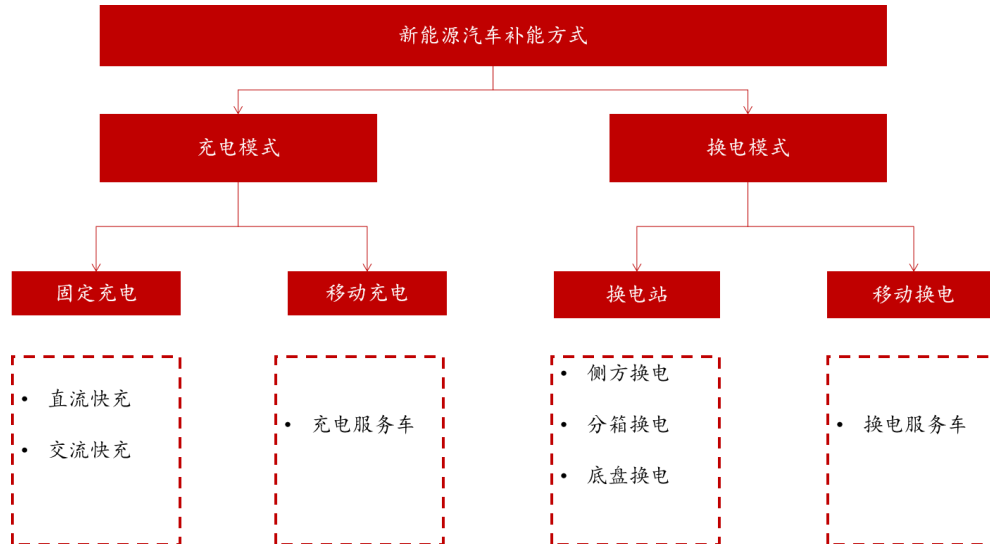 新能源汽车补能方式
充电模式
换电模式
固定充电
移动充电
换电站
移动换电
• 直流快充
• 交流快充
• 充电服务车
• 侧方换电
• 分箱换电
• 底盘换电
• 换电服务车